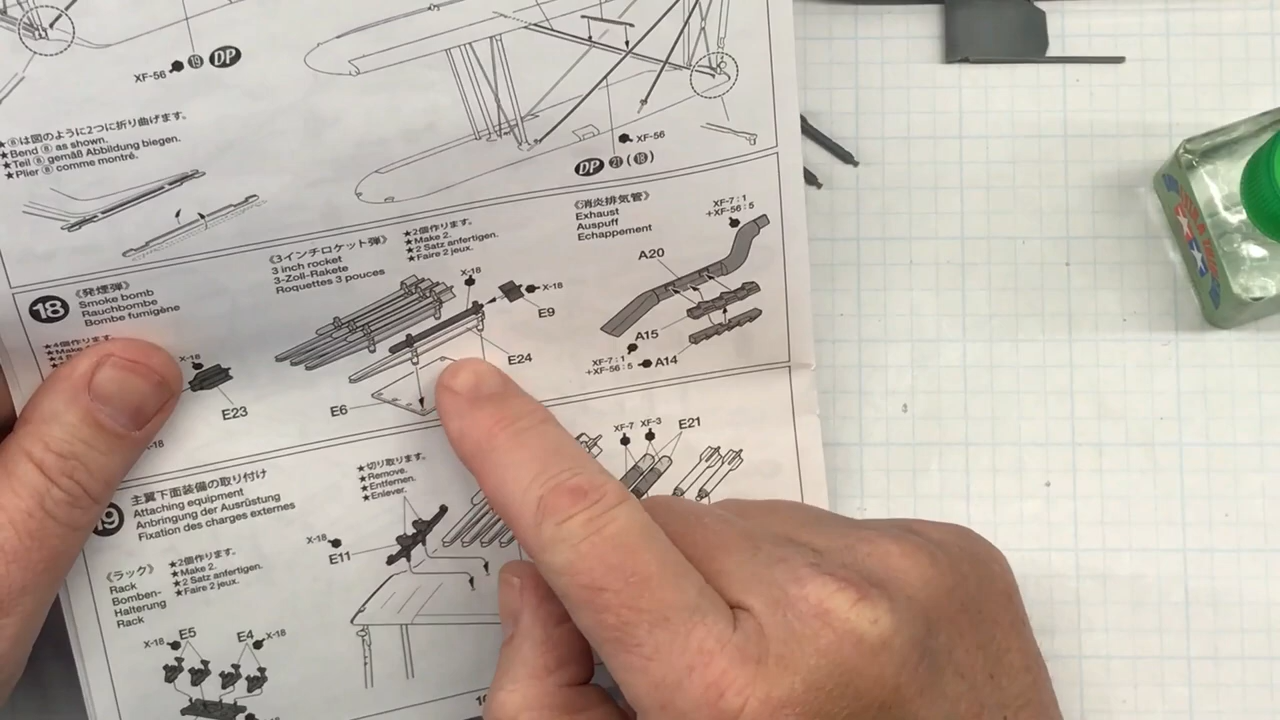 XF-56 19 DP
★Ⓑは図のように2つに折り曲げます。
★Bend Ⓑ as shown.
★Teil Ⓑ gemäß Abbildung biegen.
★Plier Ⓑ comme montré.
XF-56
DP 21 (18)
18
《発煙弾》
Smoke bomb
Rauchbombe
Bombe fumigène
★4個作ります。
X-18
E23
《3インチロケット弾》
3 inch rocket
3-Zoll-Rakete
Roquettes 3 pouces
★2個作ります。
★Make 2.
★2 Satz anfertigen.
★Faire 2 jeux.
X-18
X-18
E9
E24
E6
《消炎排気管》
Exhaust
Auspuff
Echappement
XF-7 : 1
+XF-56 : 5
A20
A15
XF-7 : 1
+XF-56 : 5
A14
主翼下面装備の取り付け
Attaching equipment
Anbringung der Ausrüstung
Fixation des charges externes
《ラック》
Rack
Bomben-
Halterung
Rack
★2個作ります。
★Make 2.
★2 Satz anfertigen.
★Faire 2 jeux.
X-18
E5
E4
X-18
★切り取ります。
★Remove.
★Entfernen.
★Enlever.
X-18
E11
XF-7
XF-3
E21